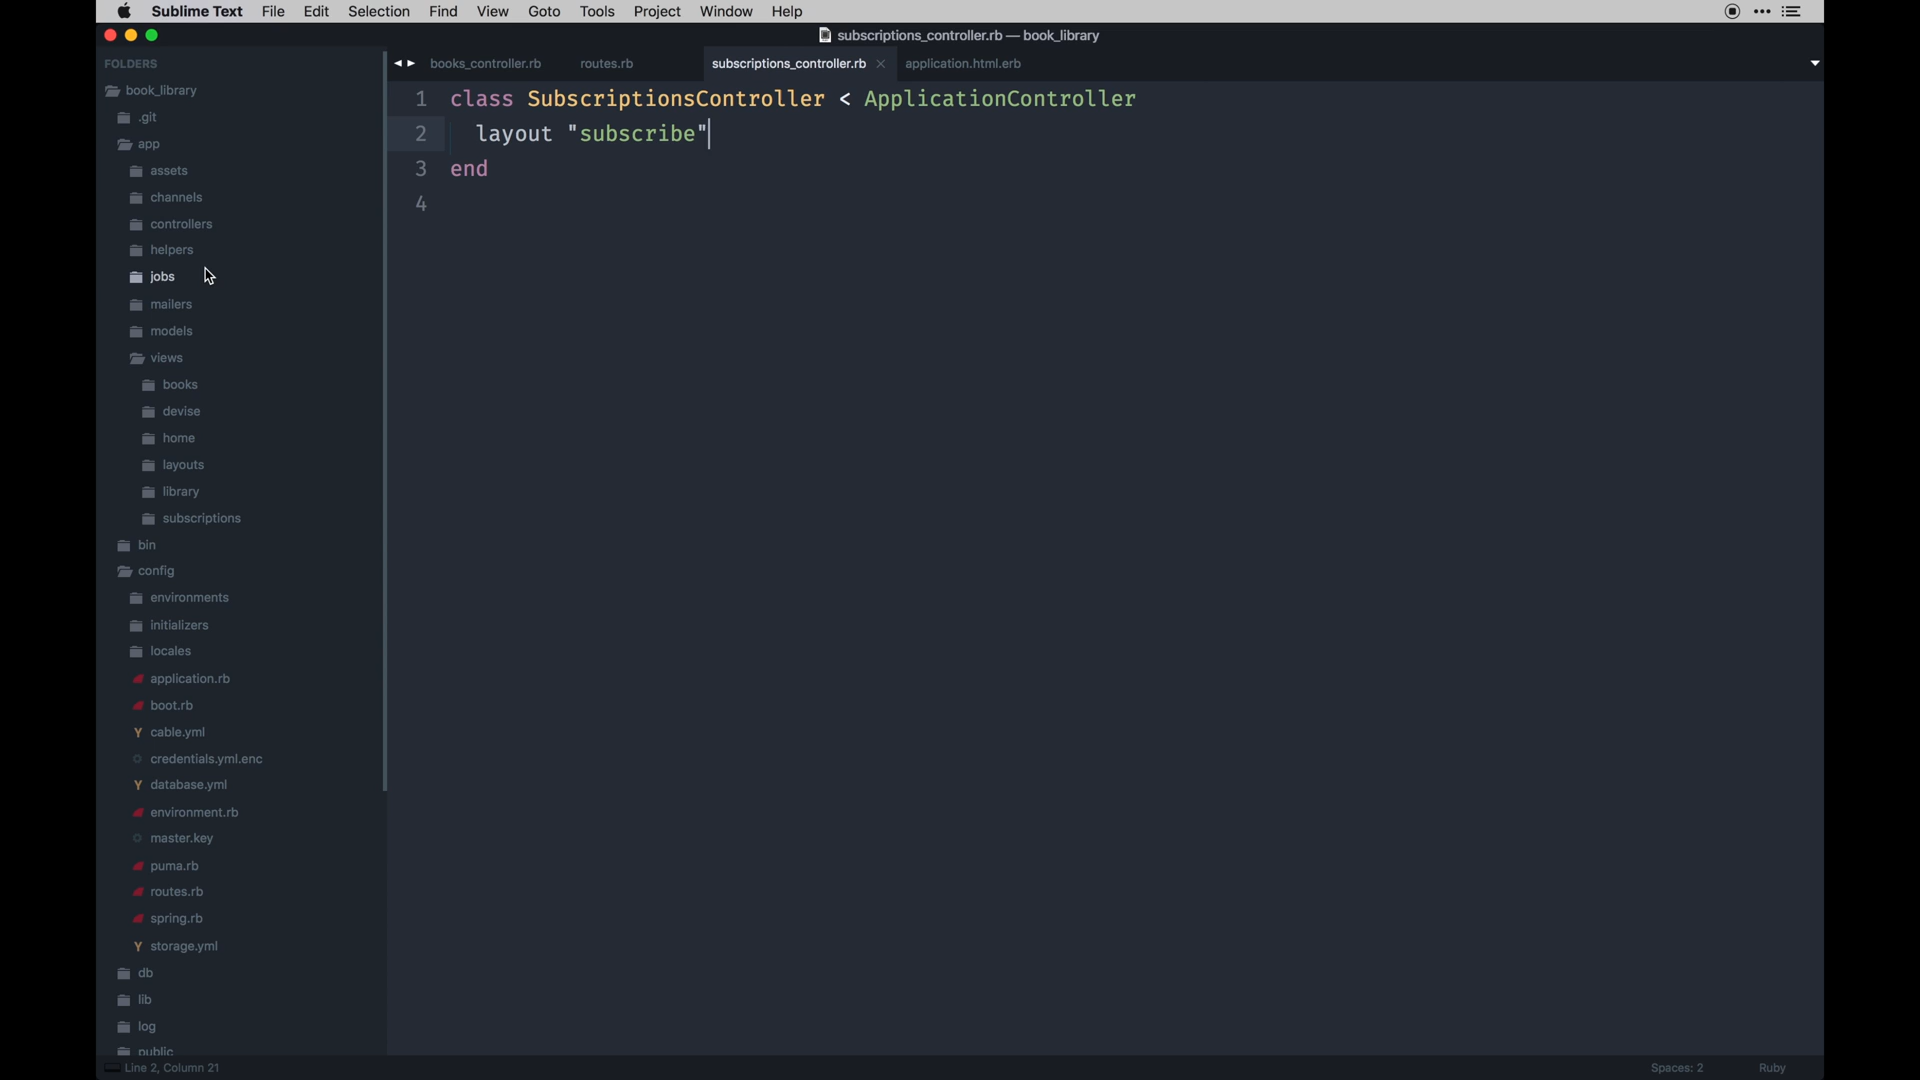 Sublime Text File Edit Selection Find View Goto Tools Project Window Help
subscriptions_controller.rb — book_library
FOLDERS
book_library
.git
app
assets
channels
controllers
helpers
jobs
mailers
models
views
books
devise
home
layouts
library
subscriptions
bin
config
environments
initializers
locales
application.rb
boot.rb
Y cable.yml
credentials.yml.enc
Y database.yml
environment.rb
master.key
puma.rb
routes.rb
spring.rb
Y storage.yml
db
lib
log
public
books_controller.rb routes.rb subscriptions_controller.rb × application.html.erb
1 class SubscriptionsController < ApplicationController
2 layout "subscribe"
3 end
4
Line 2, Column 21 Spaces: 2 Ruby